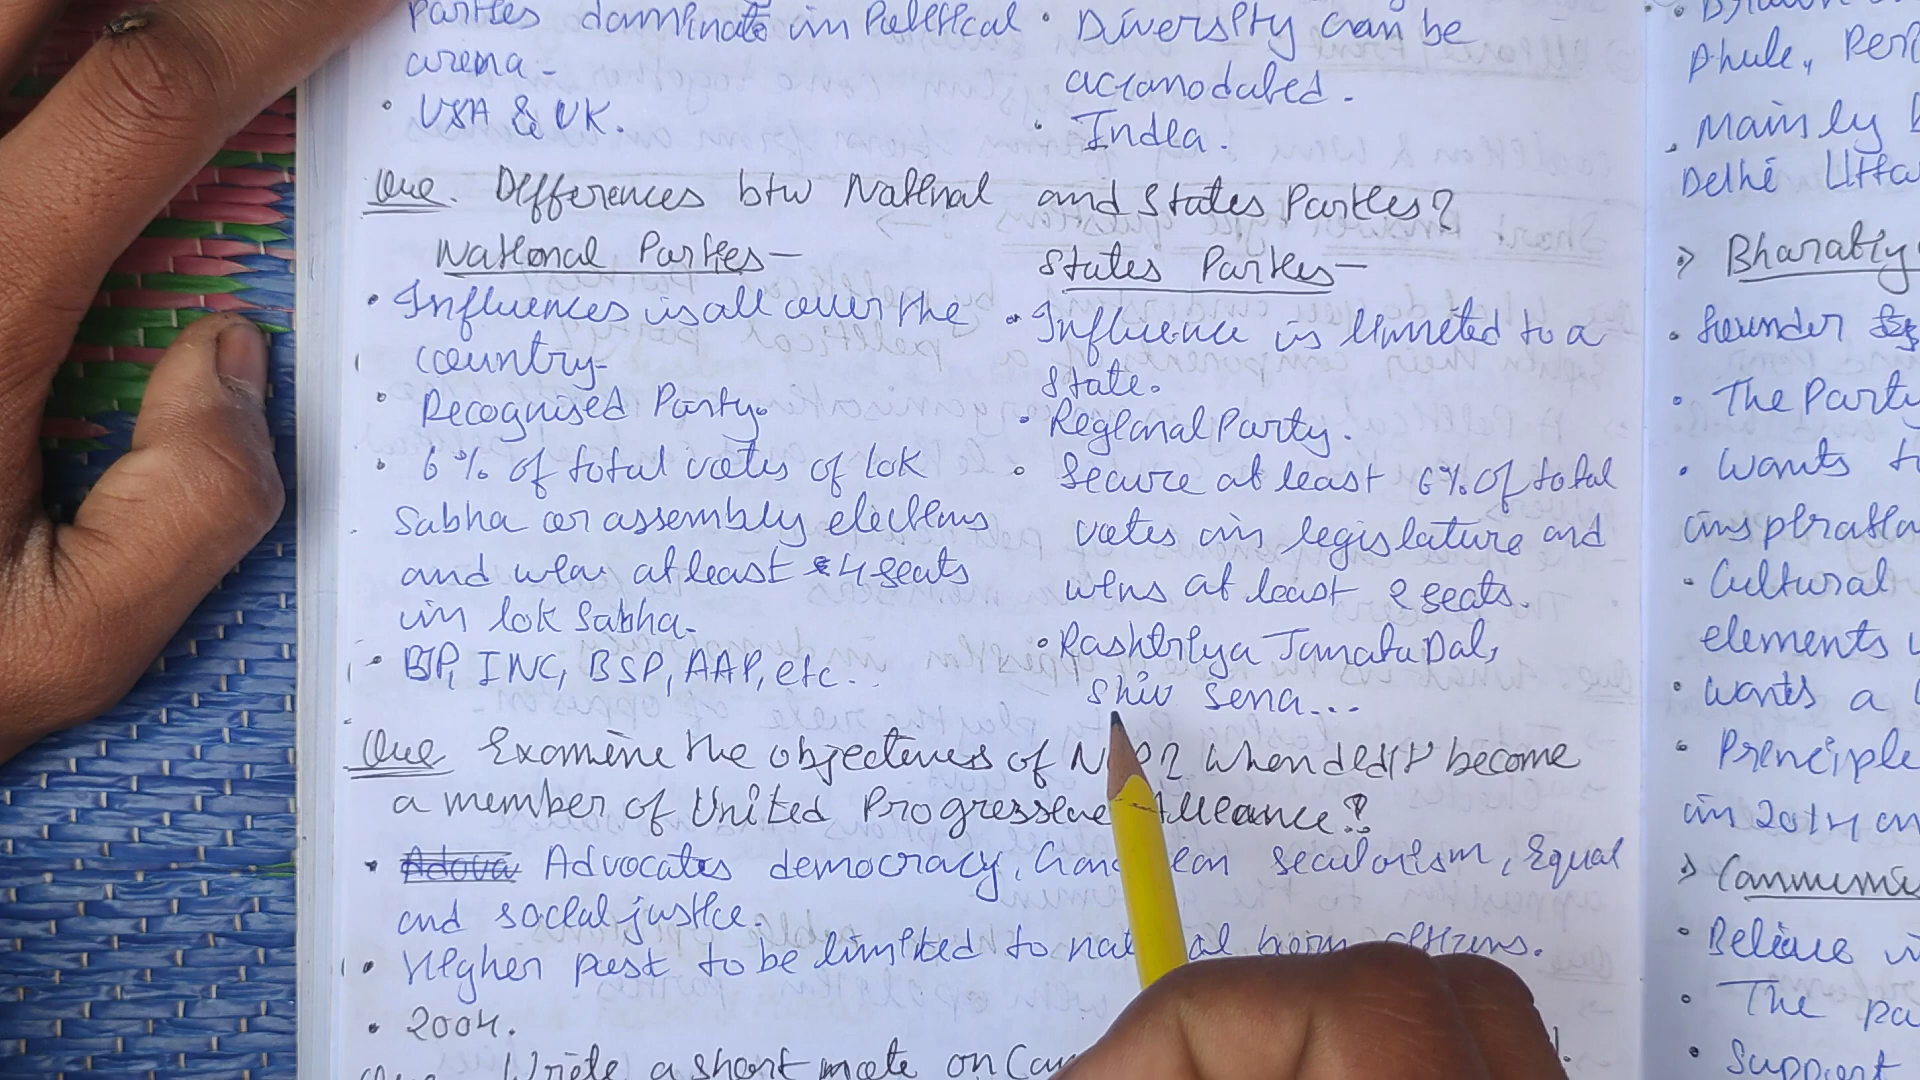 Parties dominate in Political
arena -
• USA & UK.
• Diversity can be
accomodated.
• India.
Que. Differences btw National and States Parties?
National Parties —
• Influences is all over the
country-
• Recognised Party.
• 6% of total votes of lok
Sabha or assembly elections
and win at least 4 seats
in lok Sabha.
• BJP, INC, BSP, AAP, etc..
States Parties —
• Influence is limited to a
state.
• Regional Party.
• Secure at least 6% of total
votes in legislature and
wins at least 2 seats.
• Rashtriya Janata Dal,
Shiv Sena...
Que Examine the objectives of When did it become
a member of United Progressive Alliance?
• Advocates democracy, secularism, Equal
and social justice.
• Higher post to be limited to born citizens.
• 2004.
Write a short note on
Phule, Peri
• Mainly
Delhi Utta
> Bharatiy
• founder
• The Party
• Wants
inspiratio
• Cultural
elements
• Wants a
• Principle
in 2014 an
> Communis
• Believe in
• The pa
• Support